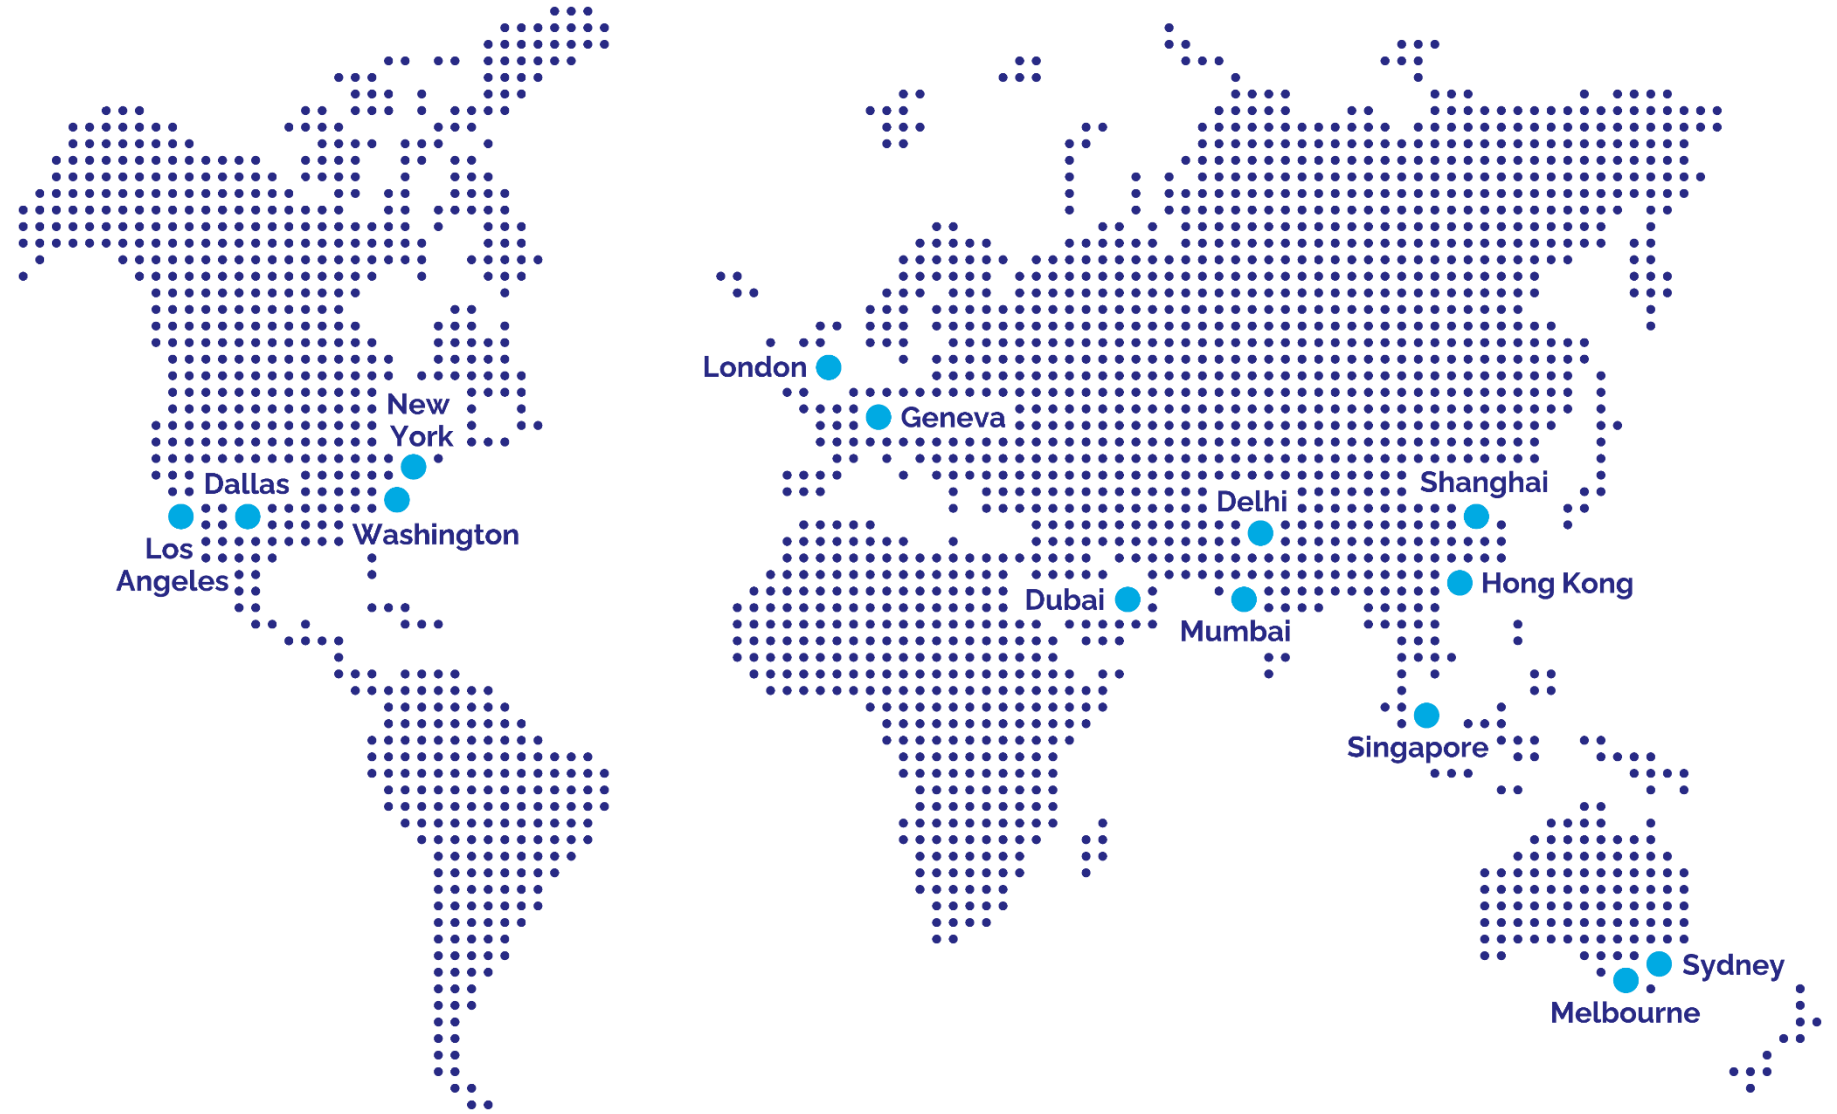 London
New
York
Geneva
Dallas
Shanghai
Delhi
Washington
Los
Angeles
Hong Kong
Dubai
Mumbai
Singapore
Sydney
Melbourne